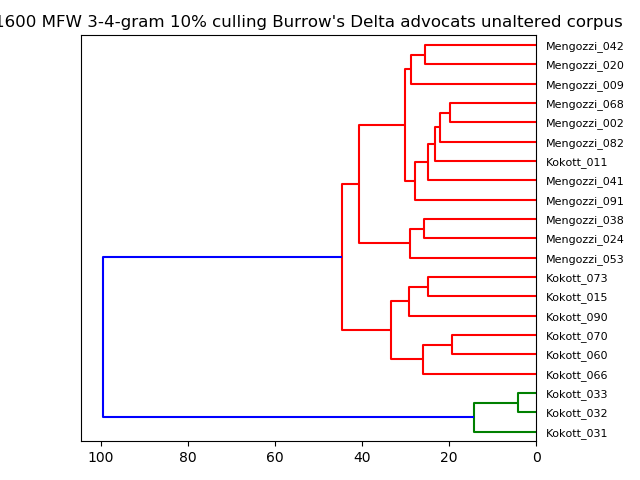 1600 MFW 3-4-gram 10% culling Burrow's Delta advocats unaltered corpus
Mengozzi_042
Mengozzi_020
Mengozzi_009
Mengozzi_068
Mengozzi_002
Mengozzi_082
Kokott_011
Mengozzi_041
Mengozzi_091
Mengozzi_038
Mengozzi_024
Mengozzi_053
Kokott_073
Kokott_015
Kokott_090
Kokott_070
Kokott_060
Kokott_066
Kokott_033
Kokott_032
Kokott_031
100 80 60 40 20 0